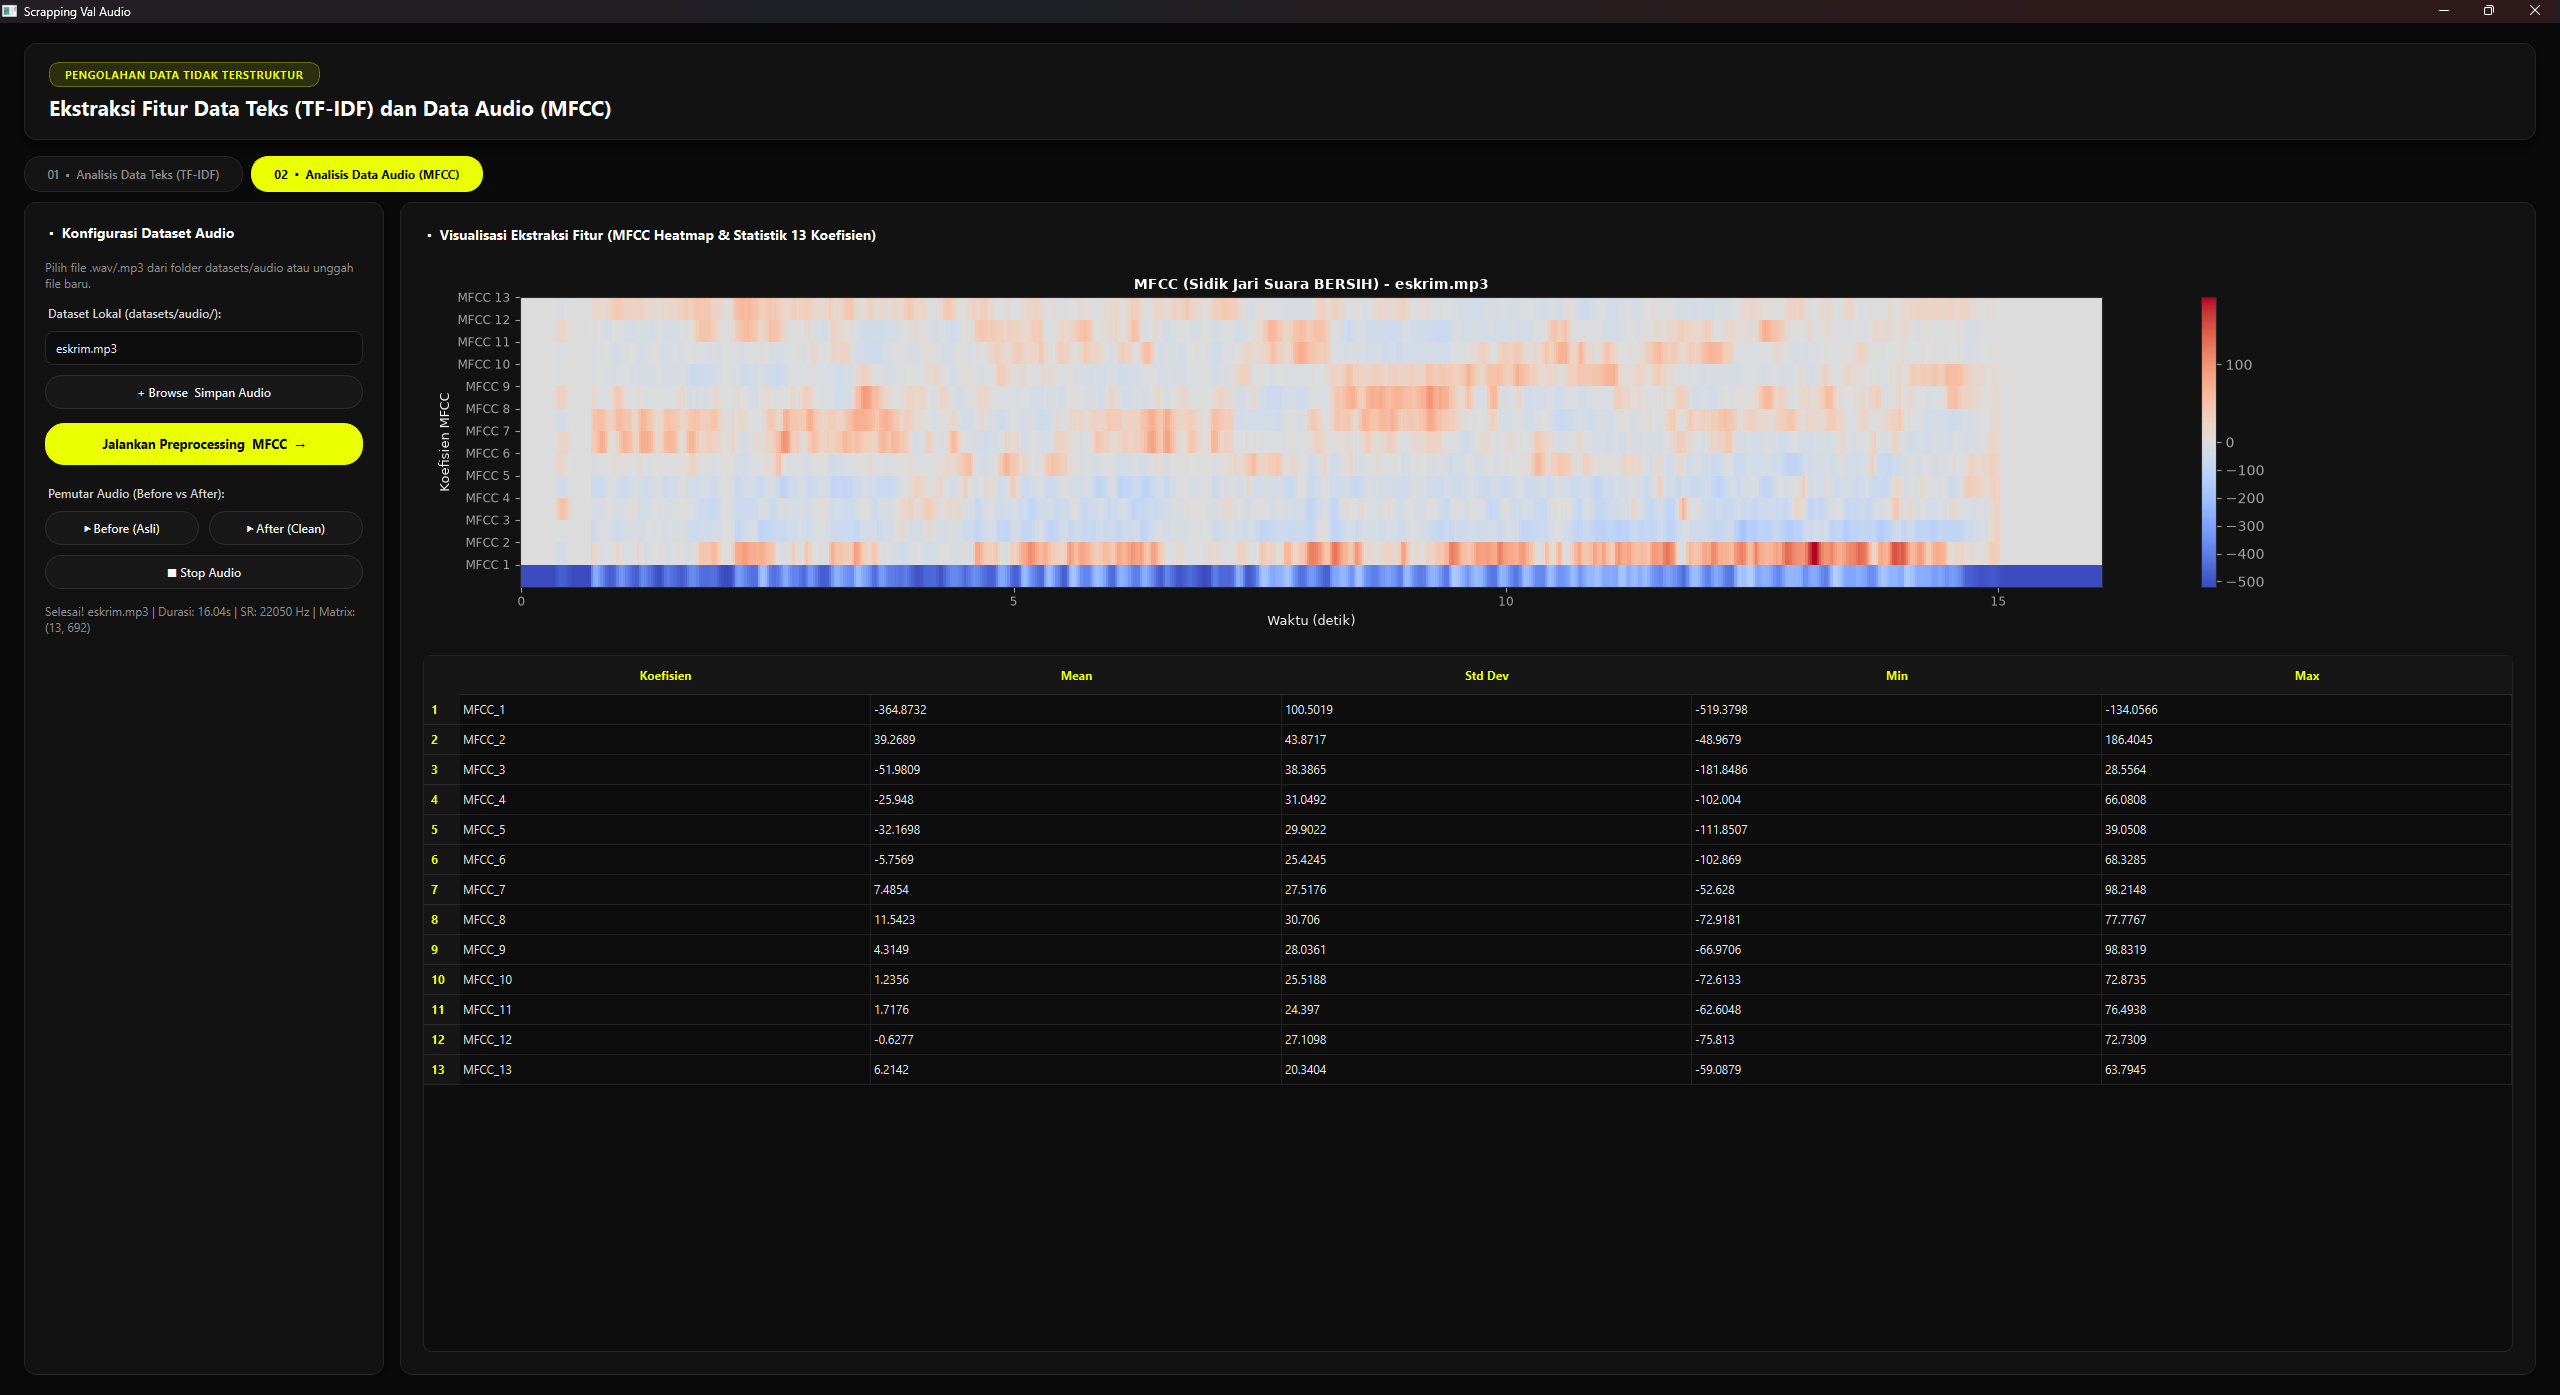 Scrapping Val Audio
PENGOLAHAN DATA TIDAK TERSTRUKTUR
Ekstraksi Fitur Data Teks (TF-IDF) dan Data Audio (MFCC)
01 • Analisis Data Teks (TF-IDF)
02 • Analisis Data Audio (MFCC)
• Konfigurasi Dataset Audio
Pilih file .wav/.mp3 dari folder datasets/audio atau unggah
file baru.
Dataset Lokal (datasets/audio/):
eskrim.mp3
+ Browse Simpan Audio
Jalankan Preprocessing MFCC →
Pemutar Audio (Before vs After):
▶ Before (Asli)
▶ After (Clean)
■ Stop Audio
Selesai! eskrim.mp3 | Durasi: 16.04s | SR: 22050 Hz | Matrix:
(13, 692)
• Visualisasi Ekstraksi Fitur (MFCC Heatmap & Statistik 13 Koefisien)
MFCC (Sidik Jari Suara BERSIH) - eskrim.mp3
Koefisien MFCC
MFCC 13
MFCC 12
MFCC 11
MFCC 10
MFCC 9
MFCC 8
MFCC 7
MFCC 6
MFCC 5
MFCC 4
MFCC 3
MFCC 2
MFCC 1
0 5 10 15
Waktu (detik)
100
0
−100
−200
−300
−400
−500
Koefisien Mean Std Dev Min Max
1 MFCC_1 -364.8732 100.5019 -519.3798 -134.0566
2 MFCC_2 39.2689 43.8717 -48.9679 186.4045
3 MFCC_3 -51.9809 38.3865 -181.8486 28.5564
4 MFCC_4 -25.948 31.0492 -102.004 66.0808
5 MFCC_5 -32.1698 29.9022 -111.8507 39.0508
6 MFCC_6 -5.7569 25.4245 -102.869 68.3285
7 MFCC_7 7.4854 27.5176 -52.628 98.2148
8 MFCC_8 11.5423 30.706 -72.9181 77.7767
9 MFCC_9 4.3149 28.0361 -66.9706 98.8319
10 MFCC_10 1.2356 25.5188 -72.6133 72.8735
11 MFCC_11 1.7176 24.397 -62.6048 76.4938
12 MFCC_12 -0.6277 27.1098 -75.813 72.7309
13 MFCC_13 6.2142 20.3404 -59.0879 63.7945